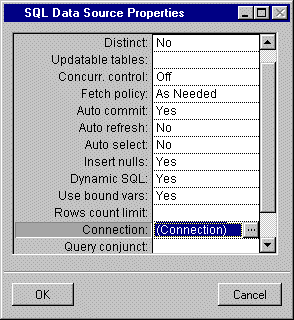 SQL Data Source Properties
Distinct: No
Updatable tables:
Concurr. control: Off
Fetch policy: As Needed
Auto commit: Yes
Auto refresh: No
Auto select: No
Insert nulls: Yes
Dynamic SQL: Yes
Use bound vars: Yes
Rows count limit:
Connection: (Connection) ...
Query conjunct:
OK Cancel